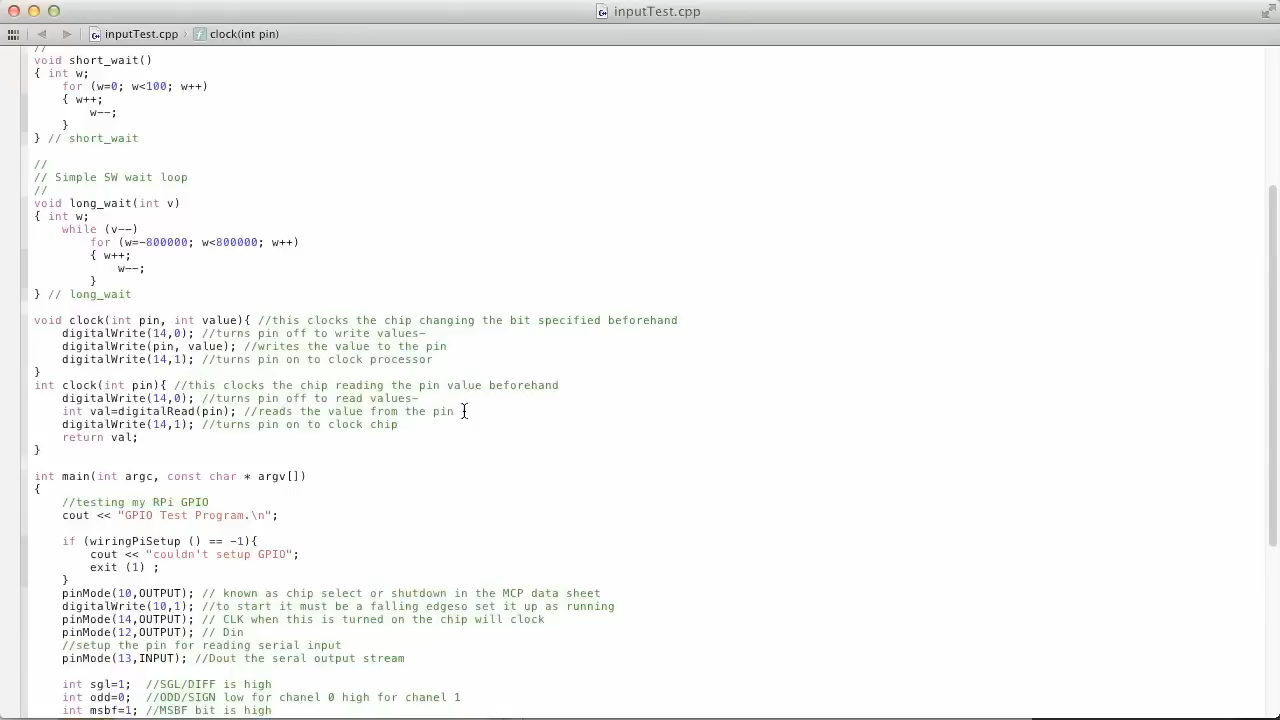 inputTest.cpp
inputTest.cpp › clock(int pin)
//
void short_wait()
{ int w;
    for (w=0; w<100; w++)
    { w++;
        w--;
    }
} // short_wait
//
// Simple SW wait loop
//
void long_wait(int v)
{ int w;
    while (v--)
        for (w=-800000; w<800000; w++)
        { w++;
            w--;
        }
} // long_wait
void clock(int pin, int value){ //this clocks the chip changing the bit specified beforehand
    digitalWrite(14,0); //turns pin off to write values-
    digitalWrite(pin, value); //writes the value to the pin
    digitalWrite(14,1); //turns pin on to clock processor
}
int clock(int pin){ //this clocks the chip reading the pin value beforehand
    digitalWrite(14,0); //turns pin off to read values-
    int val=digitalRead(pin); //reads the value from the pin
    digitalWrite(14,1); //turns pin on to clock chip
    return val;
}
int main(int argc, const char * argv[])
{
    //testing my RPi GPIO
    cout << "GPIO Test Program.\n";
    if (wiringPiSetup () == -1){
        cout << "couldn't setup GPIO";
        exit (1) ;
    }
    pinMode(10,OUTPUT); // known as chip select or shutdown in the MCP data sheet
    digitalWrite(10,1); //to start it must be a falling edgeso set it up as running
    pinMode(14,OUTPUT); // CLK when this is turned on the chip will clock
    pinMode(12,OUTPUT); // Din
    //setup the pin for reading serial input
    pinMode(13,INPUT); //Dout the seral output stream
    int sgl=1;  //SGL/DIFF is high
    int odd=0;  //ODD/SIGN low for chanel 0 high for chanel 1
    int msbf=1; //MSBF bit is high